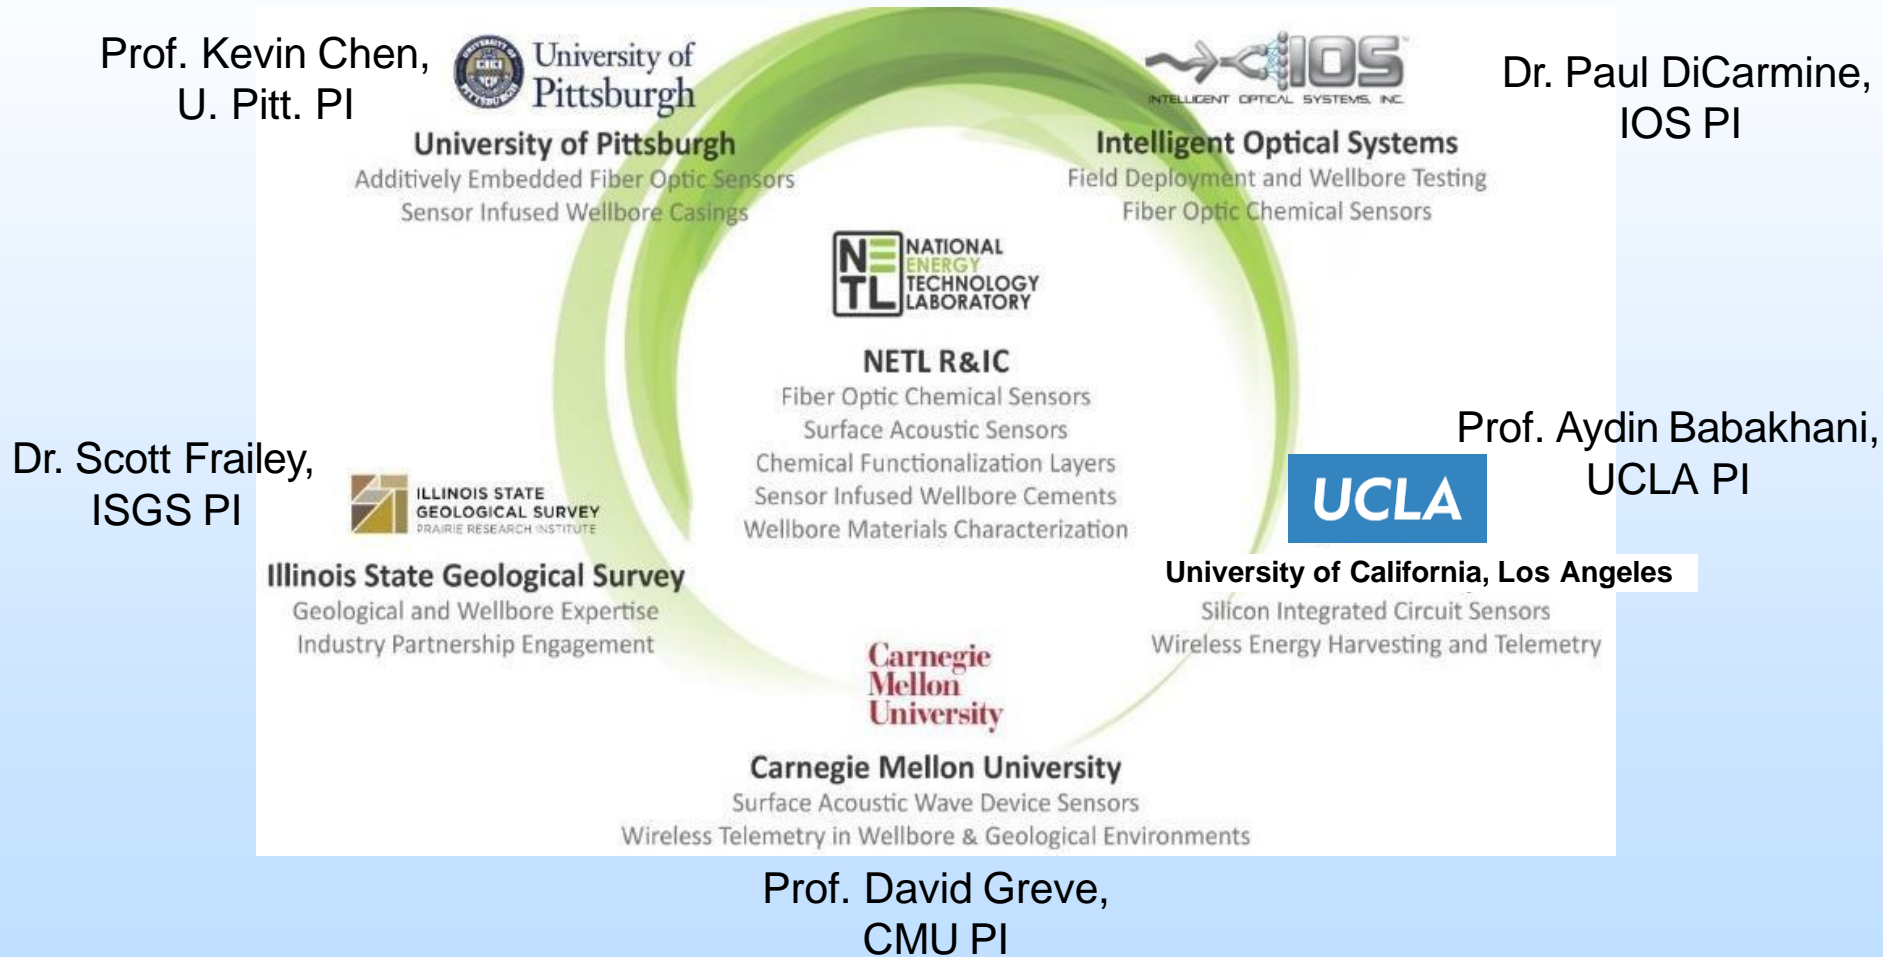 Prof. Kevin Chen,
U. Pitt. PI
University of
Pittsburgh
University of Pittsburgh
Additively Embedded Fiber Optic Sensors
Sensor Infused Wellbore Casings
IOS
INTELLIGENT OPTICAL SYSTEMS, INC.
Intelligent Optical Systems
Field Deployment and Wellbore Testing
Fiber Optic Chemical Sensors
Dr. Paul DiCarmine,
IOS PI
NE
TL
NATIONAL
ENERGY
TECHNOLOGY
LABORATORY
NETL R&IC
Fiber Optic Chemical Sensors
Surface Acoustic Sensors
Chemical Functionalization Layers
Sensor Infused Wellbore Cements
Wellbore Materials Characterization
Dr. Scott Frailey,
ISGS PI
ILLINOIS STATE
GEOLOGICAL SURVEY
PRAIRIE RESEARCH INSTITUTE
Illinois State Geological Survey
Geological and Wellbore Expertise
Industry Partnership Engagement
Prof. Aydin Babakhani,
UCLA PI
UCLA
University of California, Los Angeles
Silicon Integrated Circuit Sensors
Wireless Energy Harvesting and Telemetry
Carnegie
Mellon
University
Carnegie Mellon University
Surface Acoustic Wave Device Sensors
Wireless Telemetry in Wellbore & Geological Environments
Prof. David Greve,
CMU PI